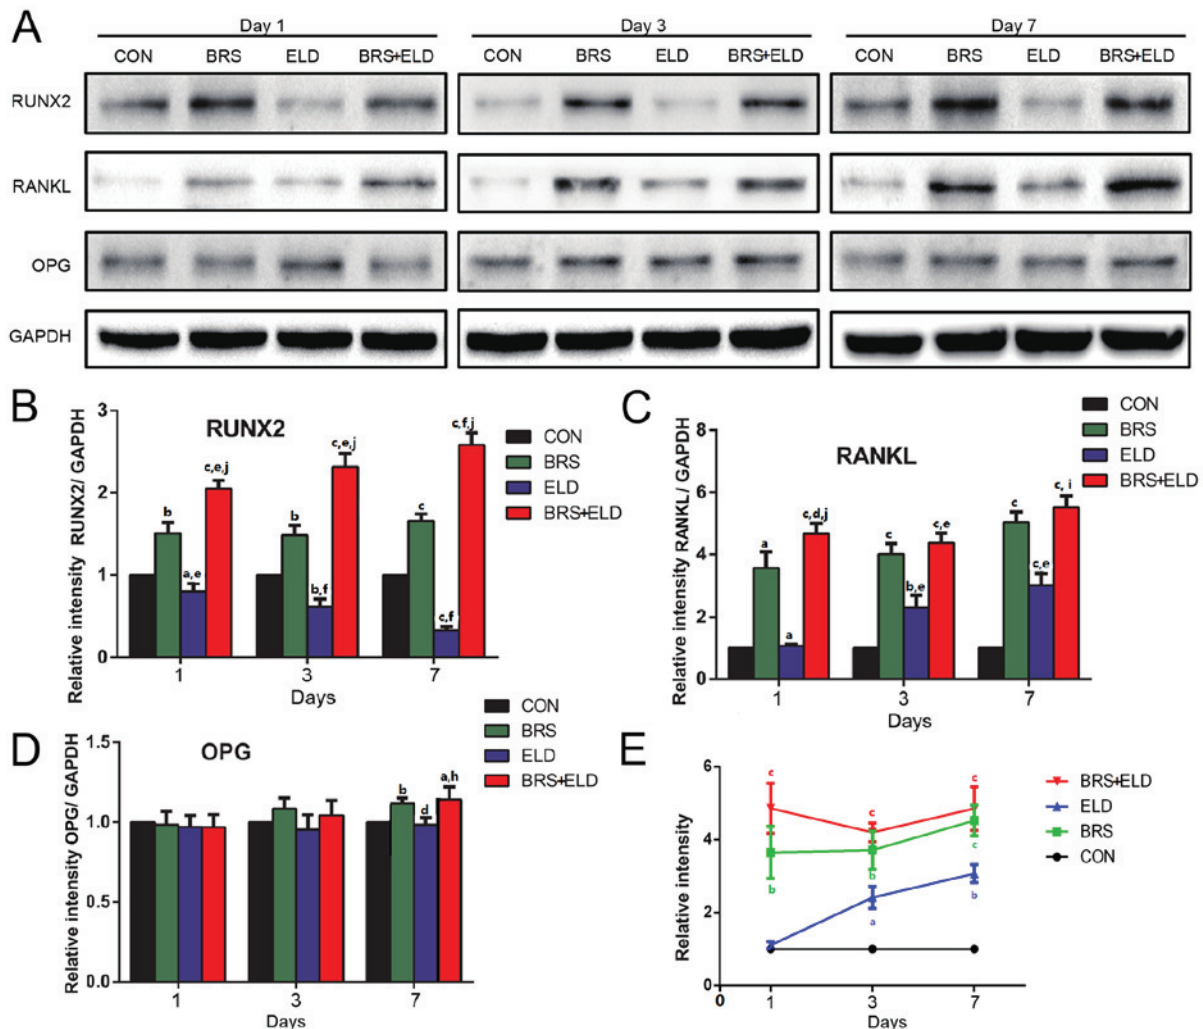 A
Day 1
Day 3
Day 7
CON BRS ELD BRS+ELD
CON BRS ELD BRS+ELD
CON BRS ELD BRS+ELD
RUNX2
RANKL
OPG
GAPDH
B
RUNX2
Relative intensity RUNX2/ GAPDH
3
2
1
0
b
a,e
c,e,j
b
b,f
c,e,j
c
c,f
c,f,j
1 3 7
Days
CON
BRS
ELD
BRS+ELD
C
RANKL
Relative intensity RANKL/ GAPDH
8
6
4
2
0
a
a
c,d,j
c
b,e
c,e
c
c,e
c,i
1 3 7
Days
CON
BRS
ELD
BRS+ELD
D
OPG
Relative intensity OPG/ GAPDH
1.5
1.0
0.5
0.0
b
d
a,h
1 3 7
Days
CON
BRS
ELD
BRS+ELD
E
Relative intensity
6
4
2
0
c
c
c
b
b
c
a
b
0 1 3 7
Days
BRS+ELD
ELD
BRS
CON